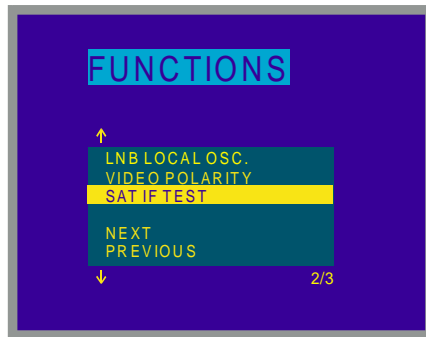 FUNCTIONS
↑
LNB LOCAL OSC.
VIDEO POLARITY
SAT IF TEST
NEXT
PREVIOUS
↓ 2/3